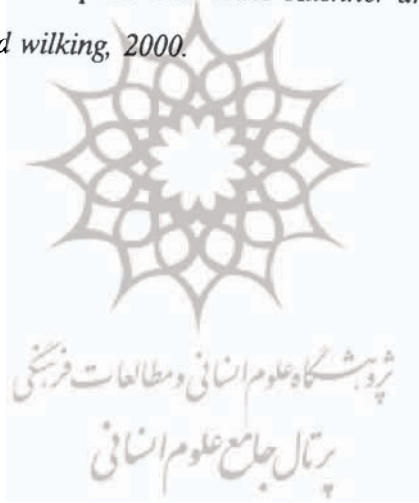 d wilking, 2000.
پژوهشگاه علوم انسانی و مطالعات فرهنگی
پرتال جامع علوم انسانی